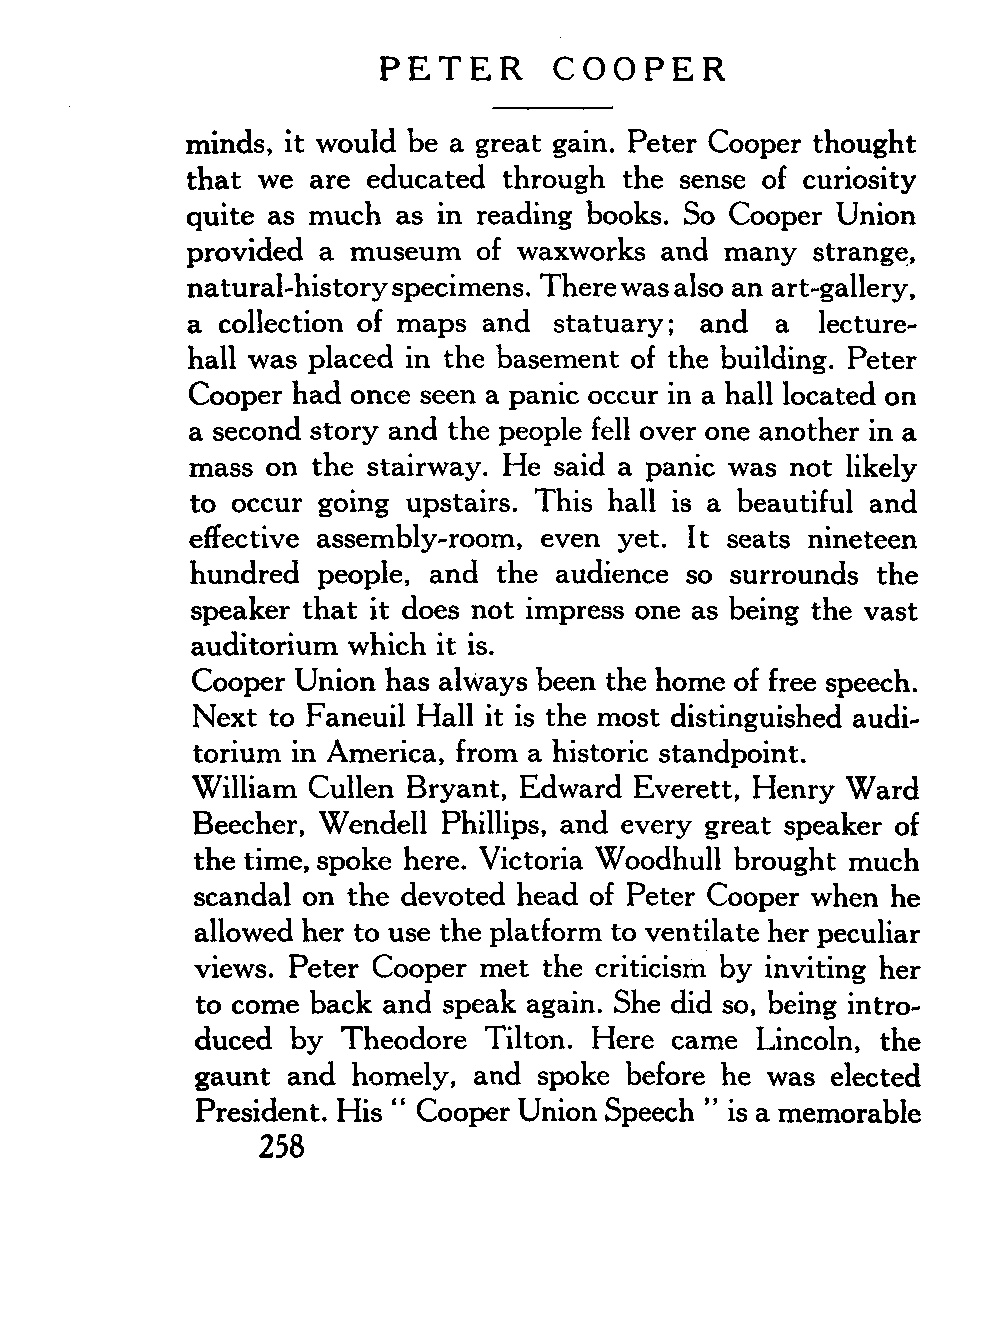 PETER COOPER
minds, it would be a great gain. Peter Cooper thought
that we are educated through the sense of curiosity
quite as much as in reading books. So Cooper Union
provided a museum of waxworks and many strange,
natural-history specimens. There was also an art-gallery,
a collection of maps and statuary; and a lecture-
hall was placed in the basement of the building. Peter
Cooper had once seen a panic occur in a hall located on
a second story and the people fell over one another in a
mass on the stairway. He said a panic was not likely
to occur going upstairs. This hall is a beautiful and
effective assembly-room, even yet. It seats nineteen
hundred people, and the audience so surrounds the
speaker that it does not impress one as being the vast
auditorium which it is.
Cooper Union has always been the home of free speech.
Next to Faneuil Hall it is the most distinguished audi-
torium in America, from a historic standpoint.
William Cullen Bryant, Edward Everett, Henry Ward
Beecher, Wendell Phillips, and every great speaker of
the time, spoke here. Victoria Woodhull brought much
scandal on the devoted head of Peter Cooper when he
allowed her to use the platform to ventilate her peculiar
views. Peter Cooper met the criticism by inviting her
to come back and speak again. She did so, being intro-
duced by Theodore Tilton. Here came Lincoln, the
gaunt and homely, and spoke before he was elected
President. His “ Cooper Union Speech ” is a memorable
258